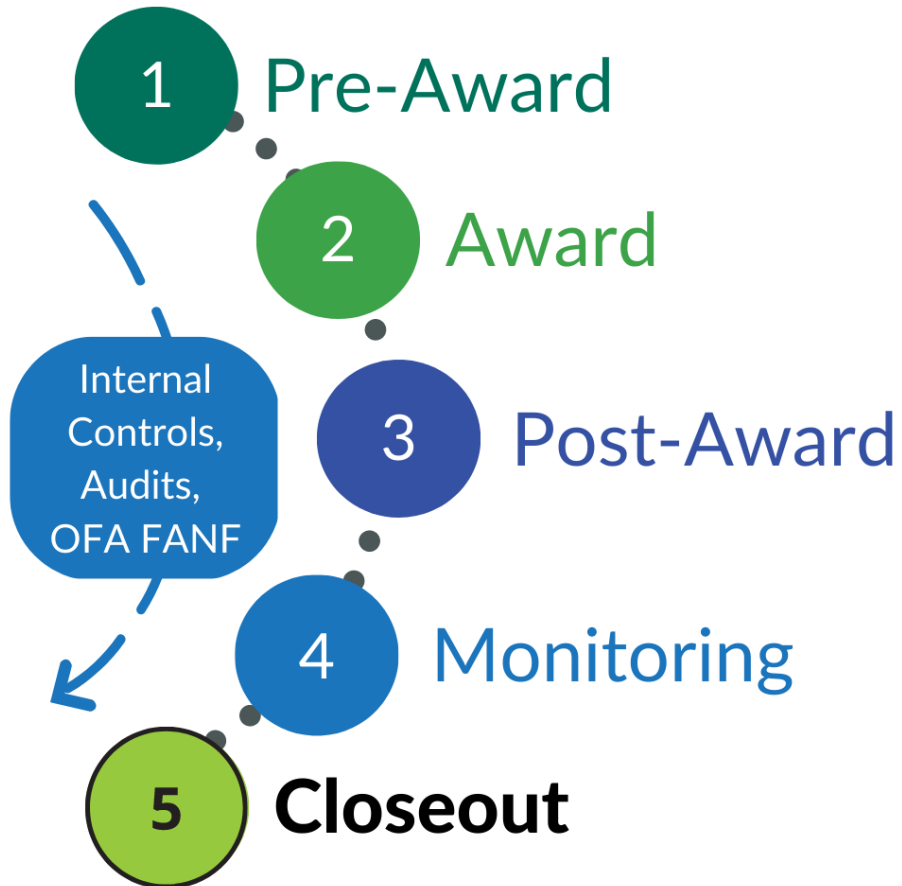 1 Pre-Award
2 Award
Internal
Controls,
Audits,
OFA FANF
3 Post-Award
4 Monitoring
5 Closeout